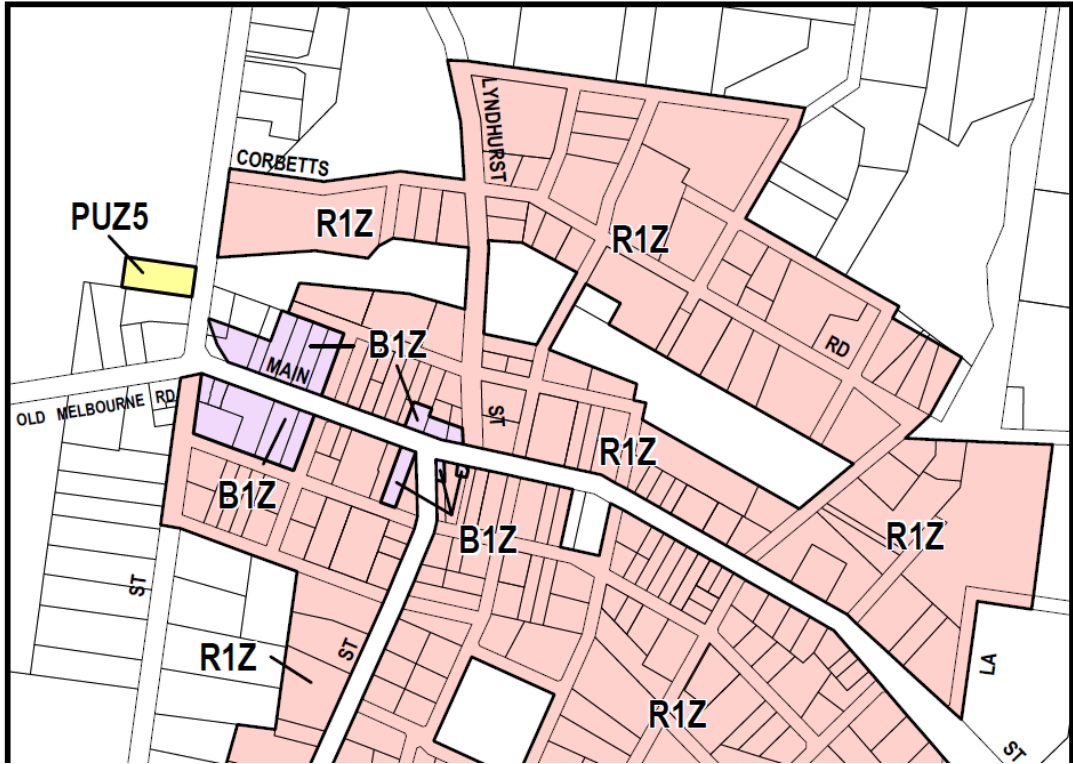 LYNDHURST
CORBETTS
PUZ5
R1Z
R1Z
B1Z
MAIN
RD
OLD MELBOURNE RD
ST
R1Z
B1Z
B1Z
R1Z
ST
ST
R1Z
LA
R1Z
ST